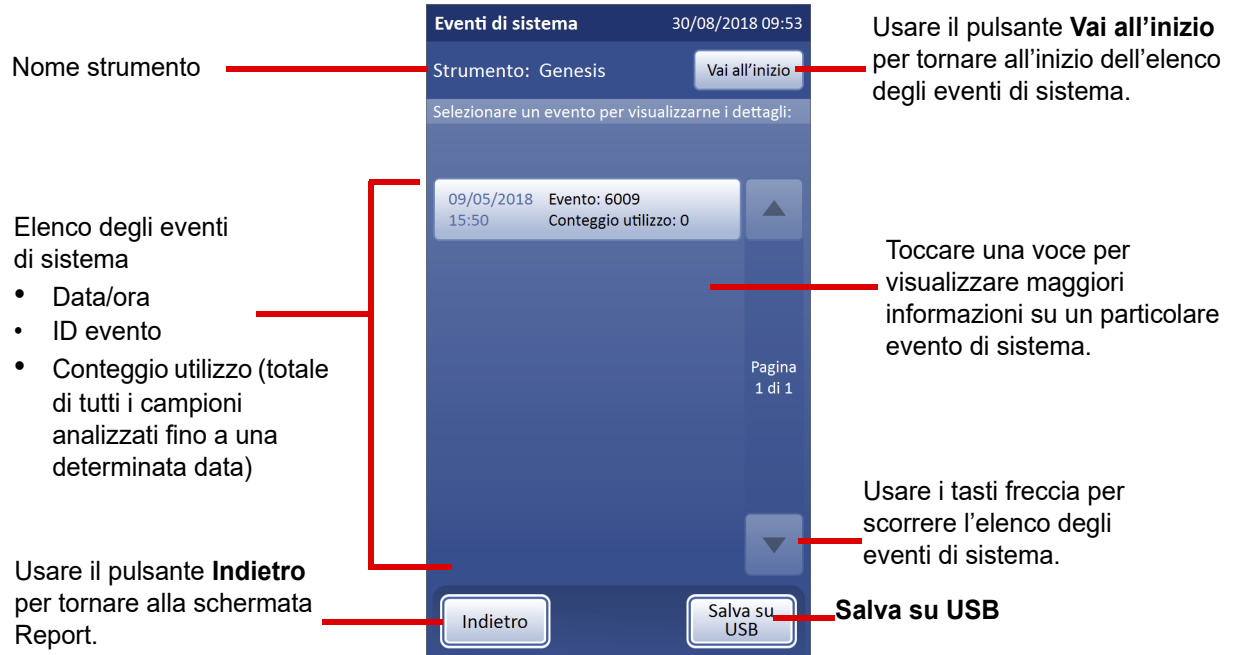 Nome strumento
Elenco degli eventi
di sistema
• Data/ora
• ID evento
• Conteggio utilizzo (totale
di tutti i campioni
analizzati fino a una
determinata data)
Usare il pulsante Indietro
per tornare alla schermata
Report.
Eventi di sistema 30/08/2018 09:53
Strumento: Genesis Vai all’inizio
Selezionare un evento per visualizzarne i dettagli:
09/05/2018 Evento: 6009
15:50 Conteggio utilizzo: 0
Pagina
1 di 1
Indietro
Salva su
USB
Usare il pulsante Vai all’inizio
per tornare all’inizio dell’elenco
degli eventi di sistema.
Toccare una voce per
visualizzare maggiori
informazioni su un particolare
evento di sistema.
Usare i tasti freccia per
scorrere l’elenco degli
eventi di sistema.
Salva su USB